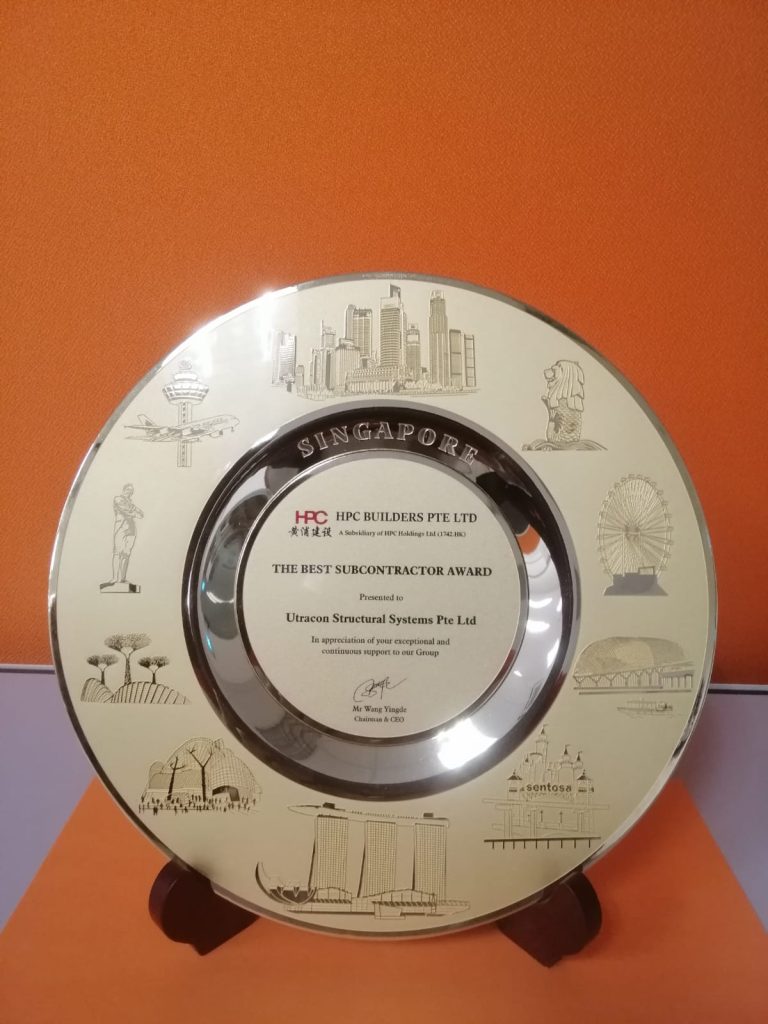 SINGAPORE
HPC HPC BUILDERS PTE LTD
黄浦建设 A Subsidiary of HPC Holdings Ltd (1742.HK)
THE BEST SUBCONTRACTOR AWARD
Presented to
Utracon Structural Systems Pte Ltd
In appreciation of your exceptional and
continuous support to our Group
Mr Wang Yingde
Chairman & CEO
sentosa